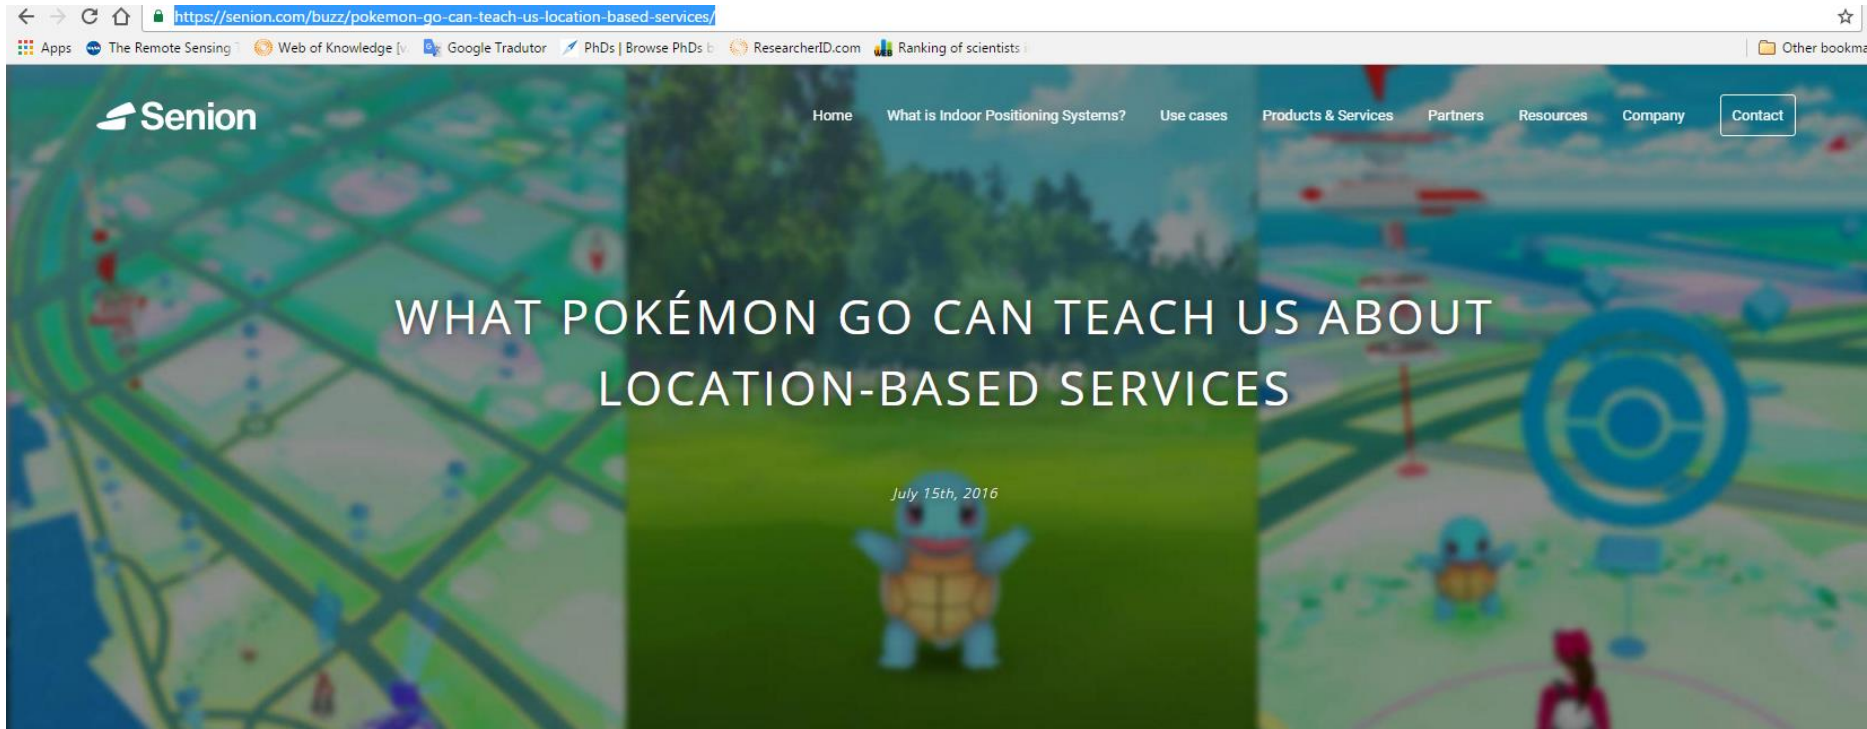 https://senion.com/buzz/pokemon-go-can-teach-us-location-based-services/
Apps The Remote Sensing Web of Knowledge [v. Google Tradutor PhDs | Browse PhDs b ResearcherID.com Ranking of scientists i Other bookma
Senion Home What is Indoor Positioning Systems? Use cases Products & Services Partners Resources Company Contact
WHAT POKÉMON GO CAN TEACH US ABOUT
LOCATION-BASED SERVICES
July 15th, 2016